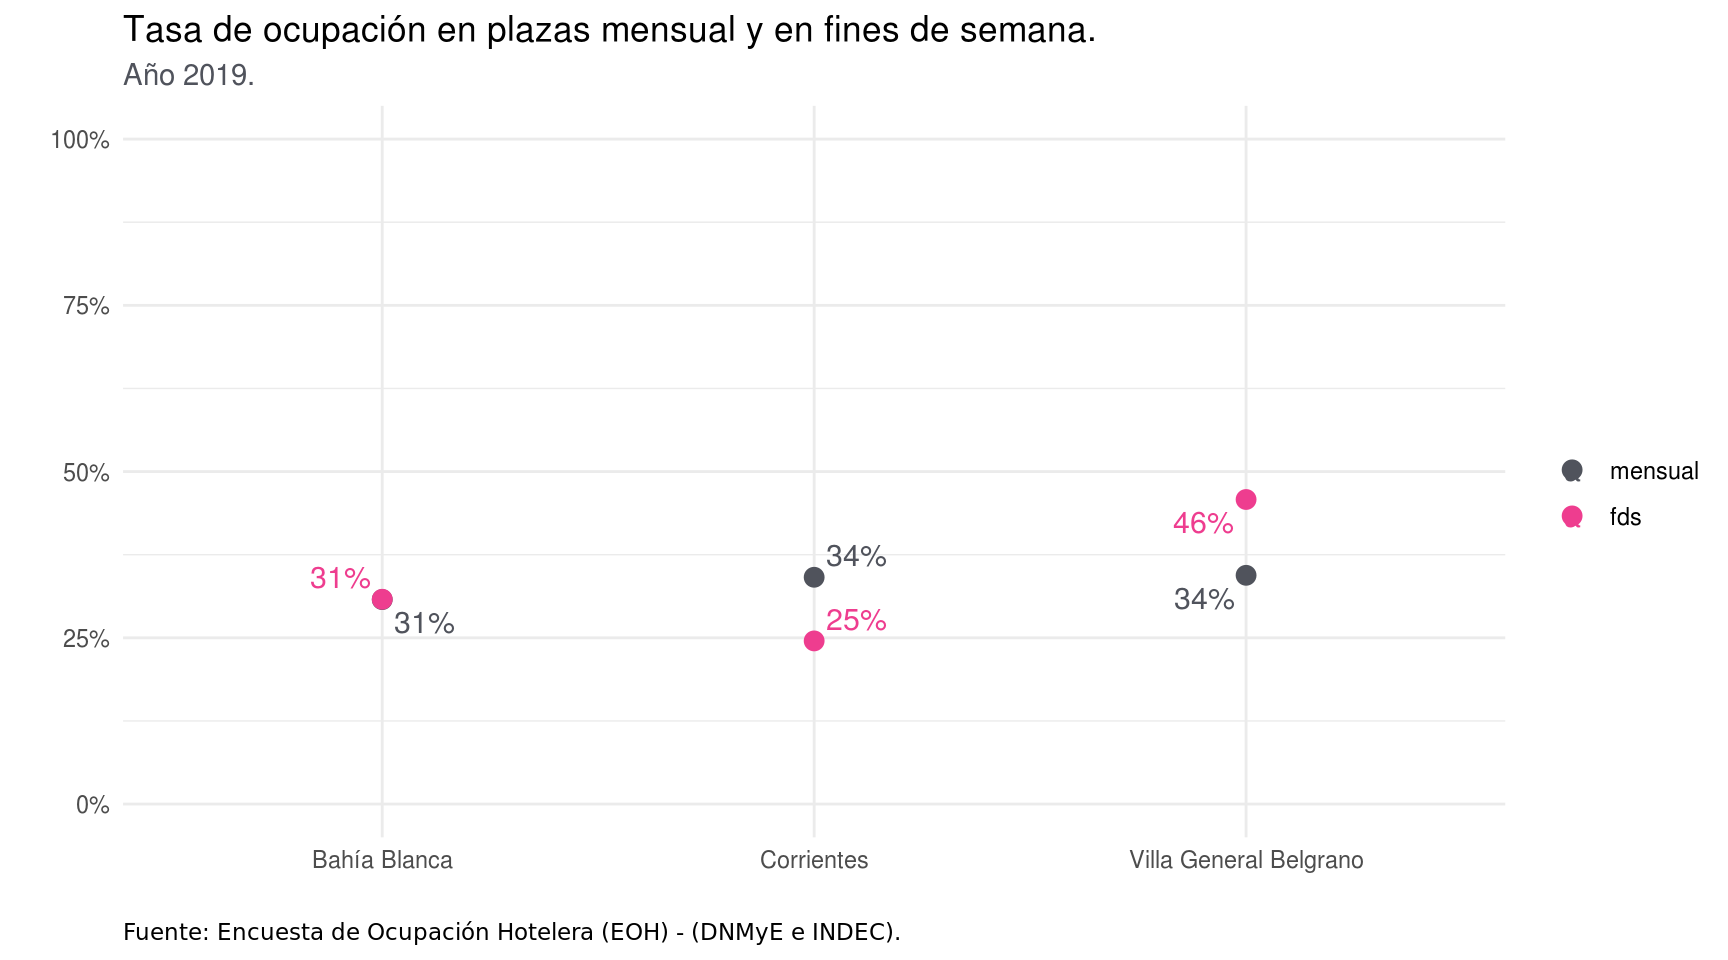 Tasa de ocupación en plazas mensual y en fines de semana.
Año 2019.
100%
75%
50%
25%
0%
31%
31%
34%
25%
46%
34%
mensual
fds
Bahía Blanca
Corrientes
Villa General Belgrano
Fuente: Encuesta de Ocupación Hotelera (EOH) - (DNMyE e INDEC).